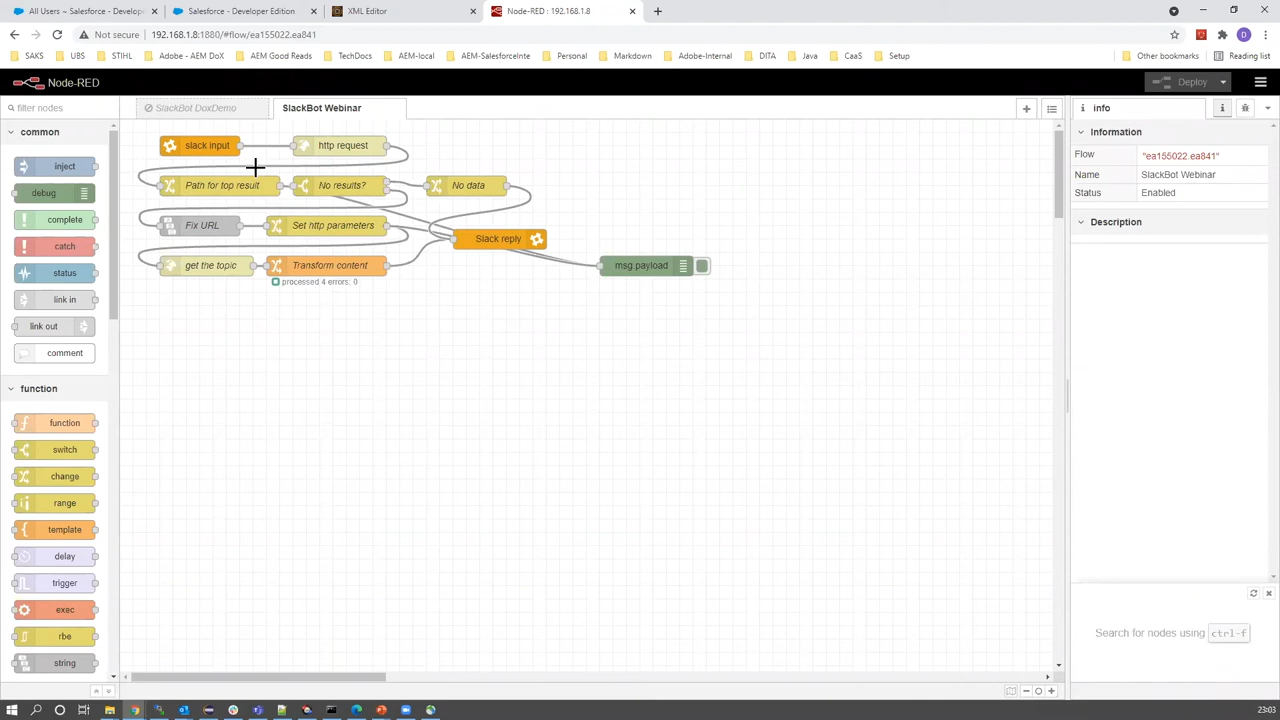 All Users ~ Salesforce - Develope
Salesforce - Developer Edition
XML Editor
Node-RED : 192.168.1.8
Not secure 192.168.1.8:1880/#flow/ea155022.ea841
SAKS UBS STIHL Adobe - AEM DoX AEM Good Reads TechDocs AEM-local AEM-SalesforceInte Personal Markdown Adobe-Internal DITA Java CaaS Setup Other bookmarks Reading list
Node-RED
Deploy
filter nodes
SlackBot DoxDemo
SlackBot Webinar
info
common
inject
debug
complete
catch
status
link in
link out
comment
function
function
switch
change
range
template
delay
trigger
exec
rbe
string
slack input
http request
Path for top result
No results?
No data
Fix URL
Set http parameters
Slack reply
get the topic
Transform content
msg.payload
processed 4 errors: 0
Information
Flow "ea155022.ea841"
Name SlackBot Webinar
Status Enabled
Description
Search for nodes using ctrl-f
23:03